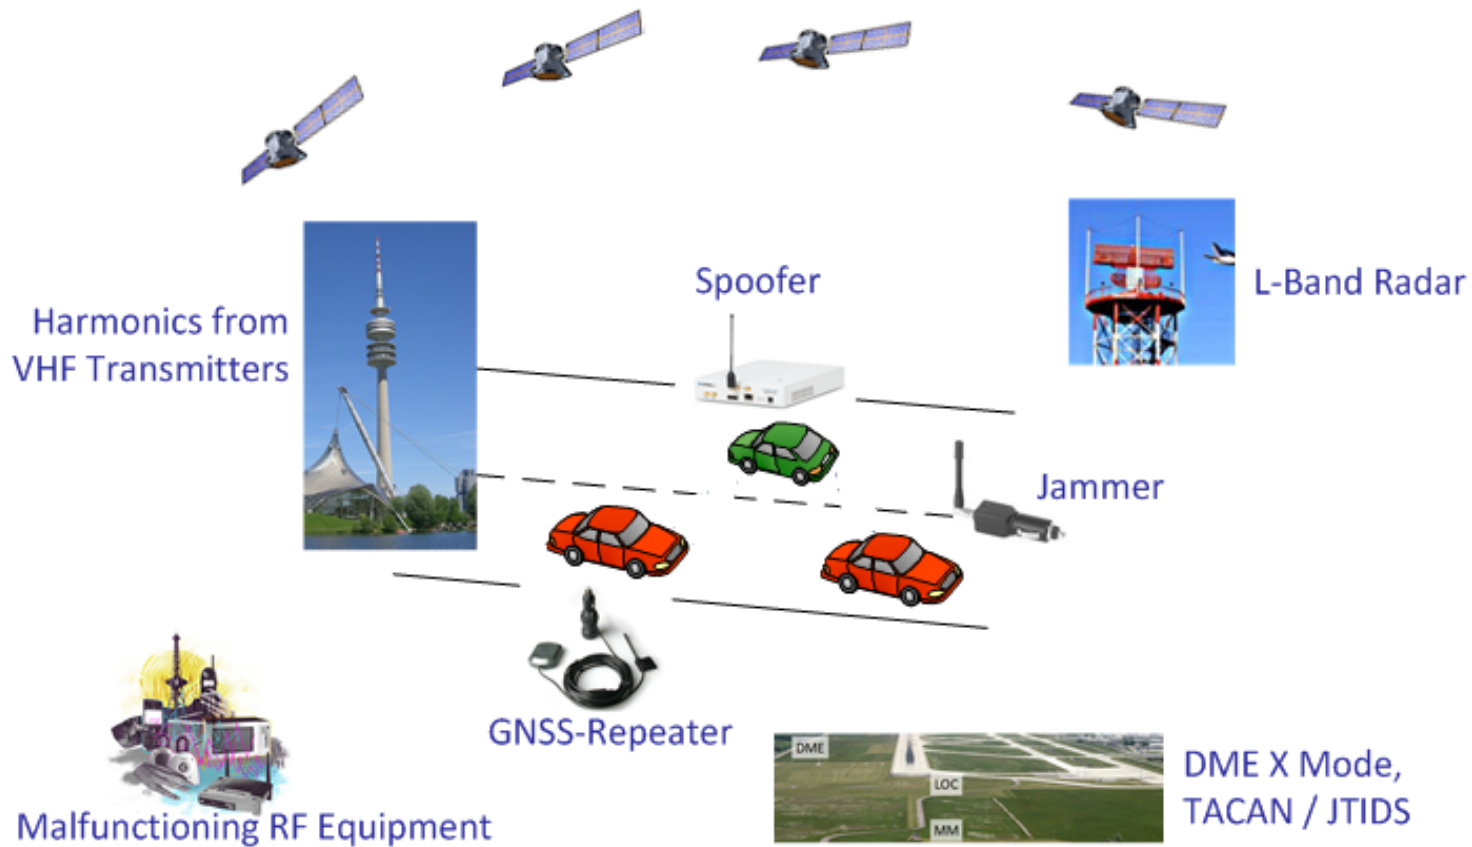 Spoofer
L-Band Radar
Harmonics from
VHF Transmitters
Jammer
GNSS-Repeater
DME
LOC
MM
DME X Mode,
TACAN / JTIDS
Malfunctioning RF Equipment